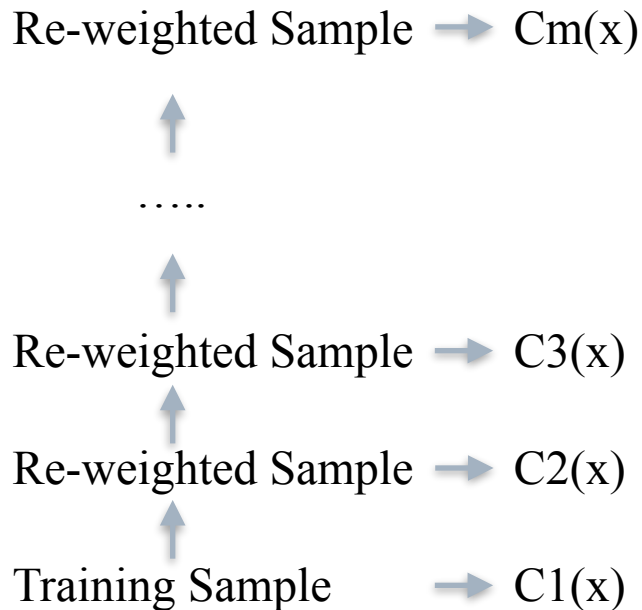 Re-weighted Sample Cm(x)
.....
Re-weighted Sample C3(x)
Re-weighted Sample C2(x)
Training Sample C1(x)